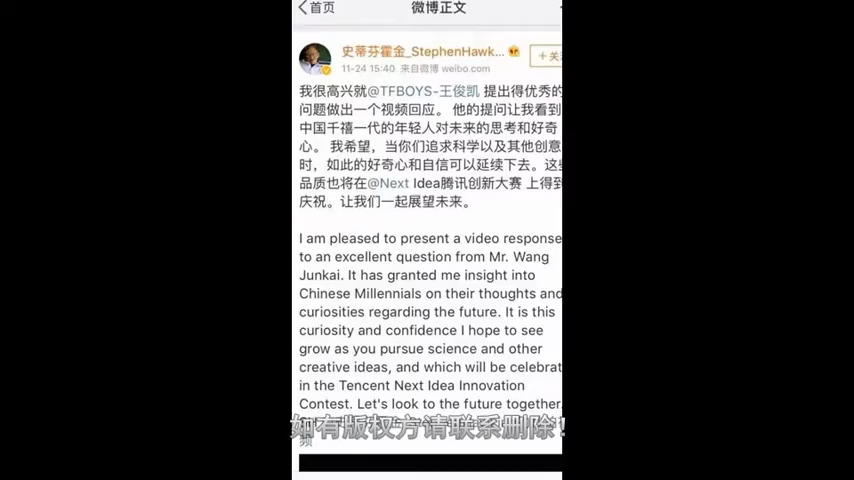 首页
微博正文
史蒂芬霍金_StephenHawk...
+关
11-24 15:40 来自微博 weibo.com
我很高兴就@TFBOYS-王俊凯 提出得优秀的
问题做出一个视频回应。 他的提问让我看到
中国千禧一代的年轻人对未来的思考和好奇
心。 我希望，当你们追求科学以及其他创意
时，如此的好奇心和自信可以延续下去。这些
品质也将在@Next Idea腾讯创新大赛 上得到
庆祝。让我们一起展望未来。
I am pleased to present a video response
to an excellent question from Mr. Wang
Junkai. It has granted me insight into
Chinese Millennials on their thoughts and
curiosities regarding the future. It is this
curiosity and confidence I hope to see
grow as you pursue science and other
creative ideas, and which will be celebrat
in the Tencent Next Idea Innovation
Contest. Let's look to the future together.
如有版权方请联系删除！
频